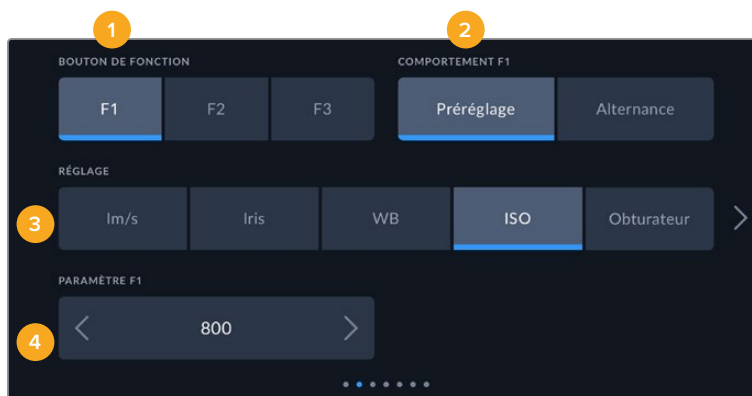 1 2
BOUTON DE FONCTION COMPORTEMENT F1
F1 F2 F3 Préréglage Alternance
RÉGLAGE
3 Im/s Iris WB ISO Obturateur
PARAMÈTRE F1
4 800